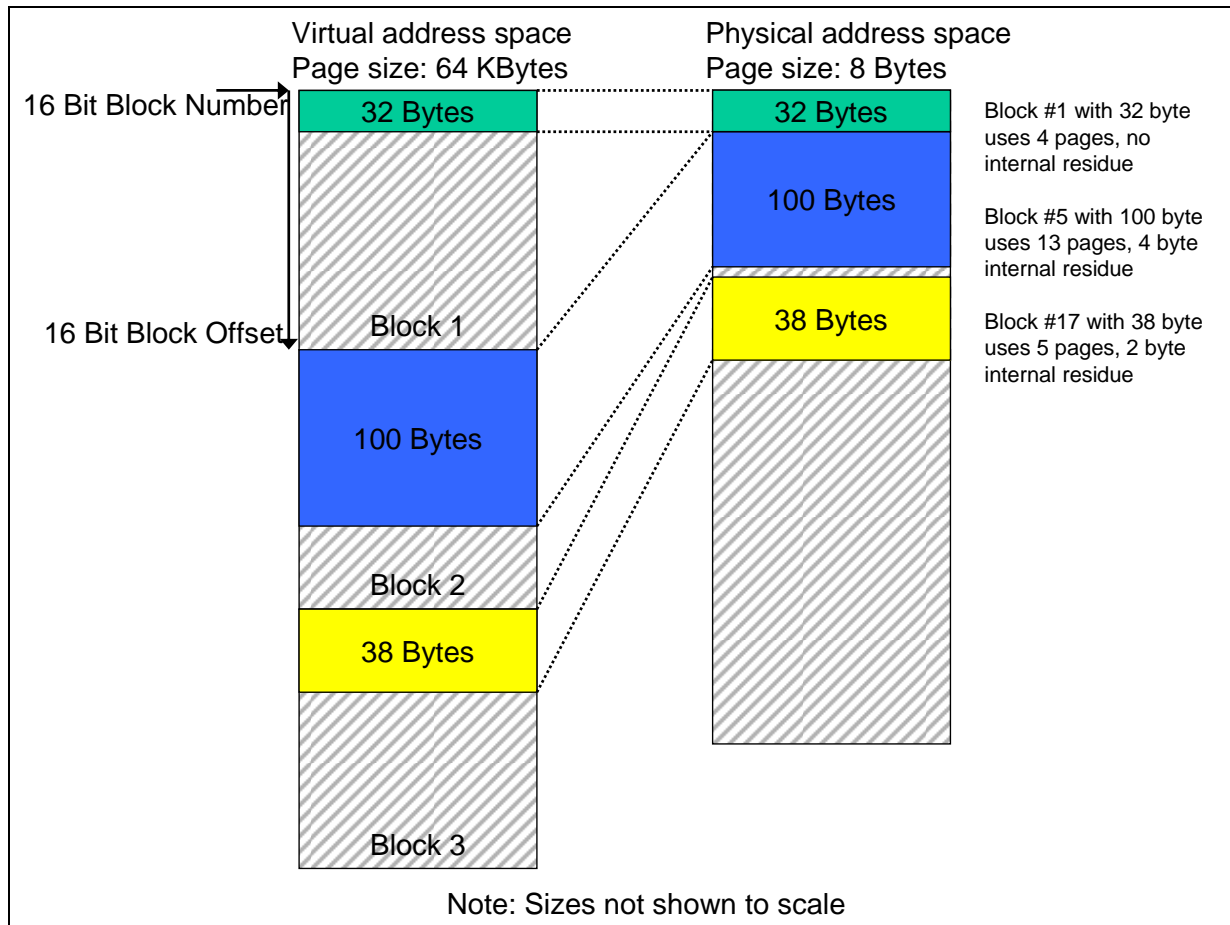 Virtual address space
Page size: 64 KBytes
Physical address space
Page size: 8 Bytes
16 Bit Block Number
32 Bytes
32 Bytes
Block #1 with 32 byte
uses 4 pages, no
internal residue
100 Bytes
Block #5 with 100 byte
uses 13 pages, 4 byte
internal residue
Block 1
16 Bit Block Offset
38 Bytes
Block #17 with 38 byte
uses 5 pages, 2 byte
internal residue
100 Bytes
Block 2
38 Bytes
Block 3
Note: Sizes not shown to scale